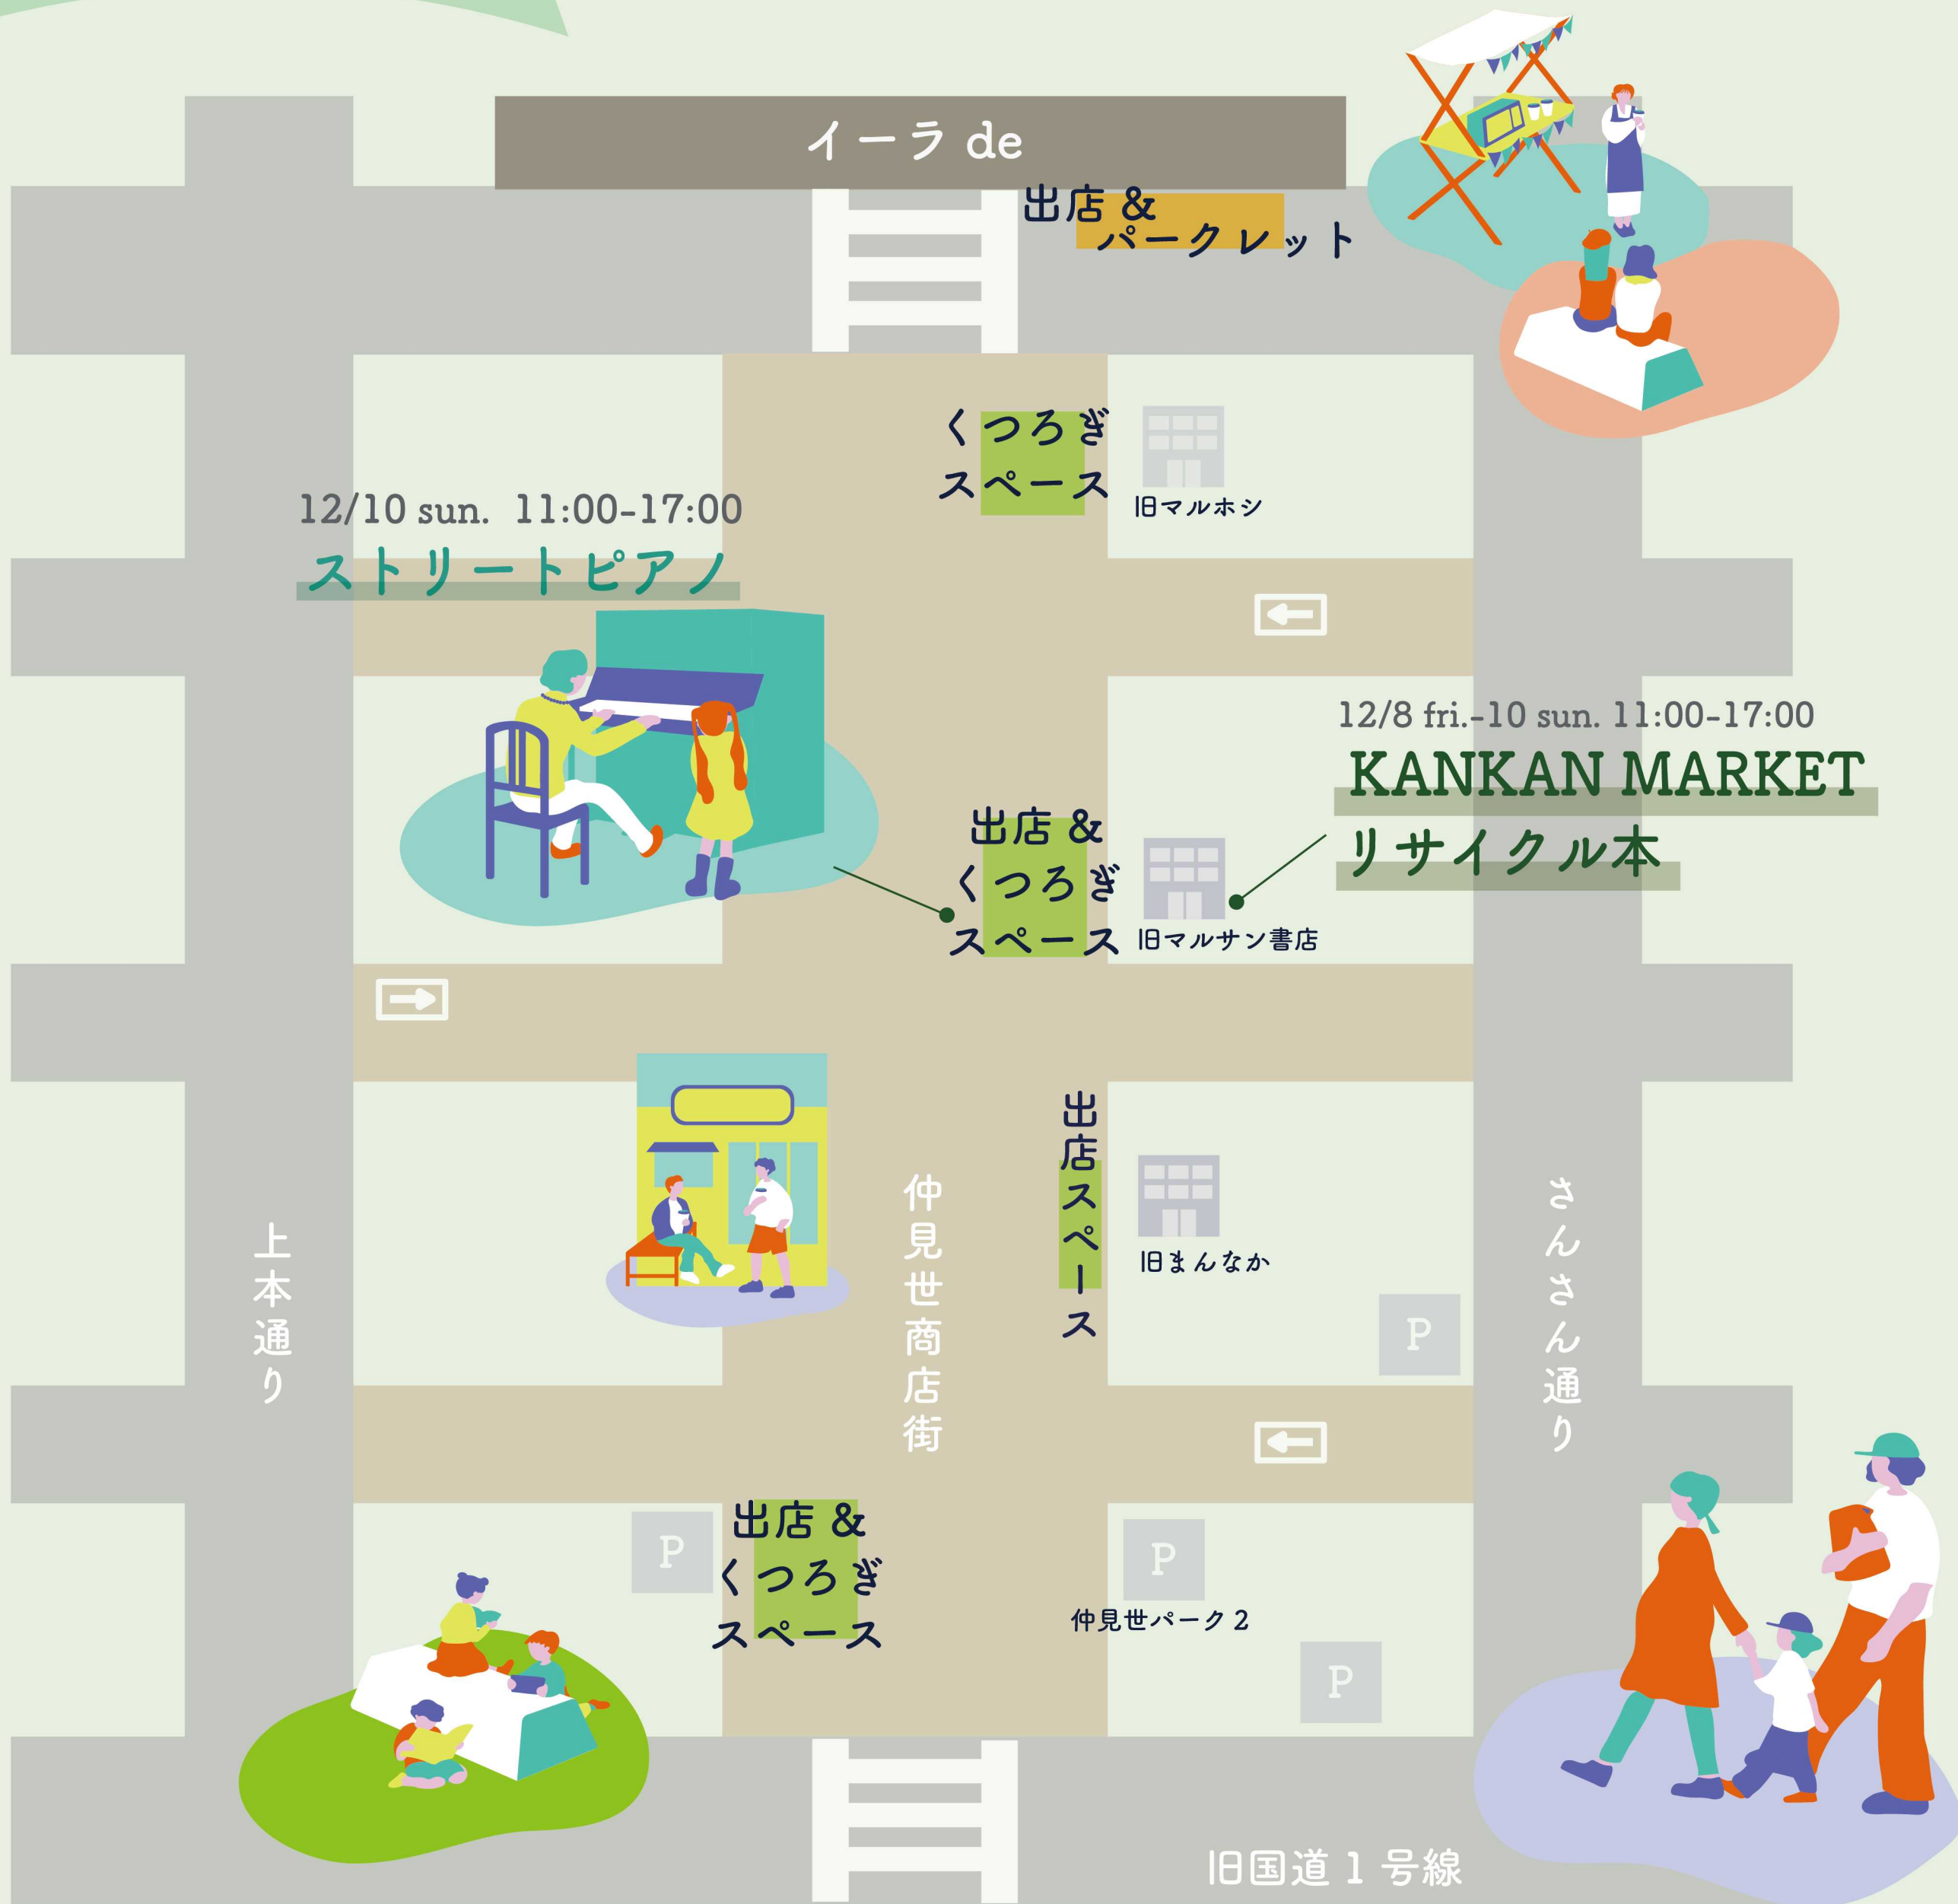 イーラ de
出店 &
パークレット
くつろぎ
スペース
旧マルホシ
12/10 sun. 11:00-17:00
ストリートピアノ
12/8 fri.-10 sun. 11:00-17:00
KANKAN MARKET
リサイクル本
出店 &
くつろぎ
スペース
旧マルサン書店
出店スペース
旧まんなか
上本通り
仲見世商店街
さんさん通り
P
出店 &
くつろぎ
スペース
P
P
仲見世パーク 2
P
旧国道 1 号線